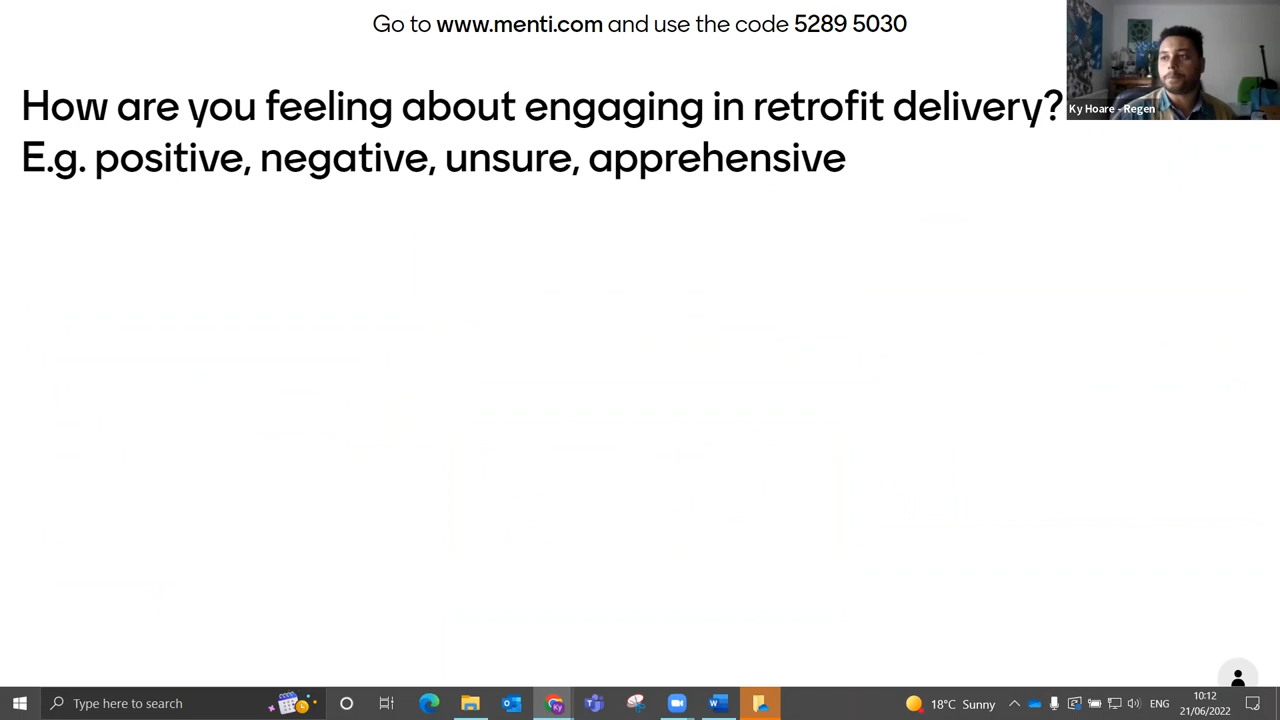 Go to www.menti.com and use the code 5289 5030
How are you feeling about engaging in retrofit delivery?
E.g. positive, negative, unsure, apprehensive
Ky Hoare - Regen
Type here to search
18°C Sunny
ENG
10:12
21/06/2022